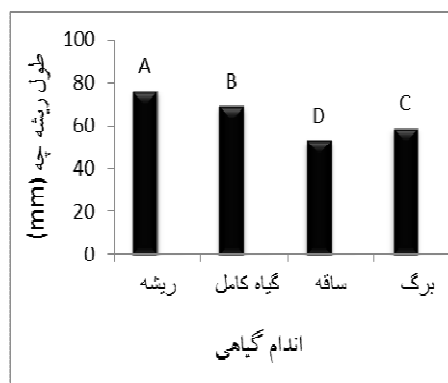 طول ریشه چه (mm)
100
80
60
40
20
0
A
B
D
C
ریشه
گیاه کامل
ساقه
برگ
اندام گیاهی